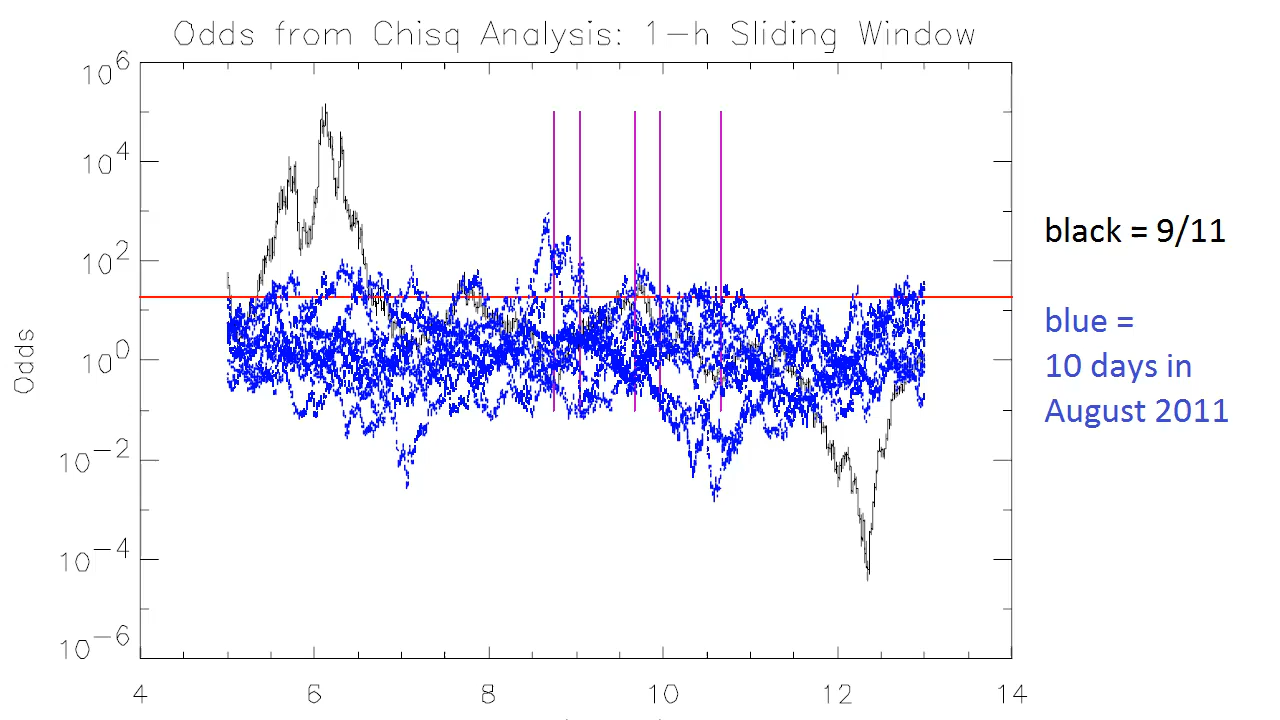 Odds from Chisq Analysis: 1-h Sliding Window
10^6
10^4
10^2
10^0
10^-2
10^-4
10^-6
Odds
4 6 8 10 12 14
black = 9/11
blue =
10 days in
August 2011